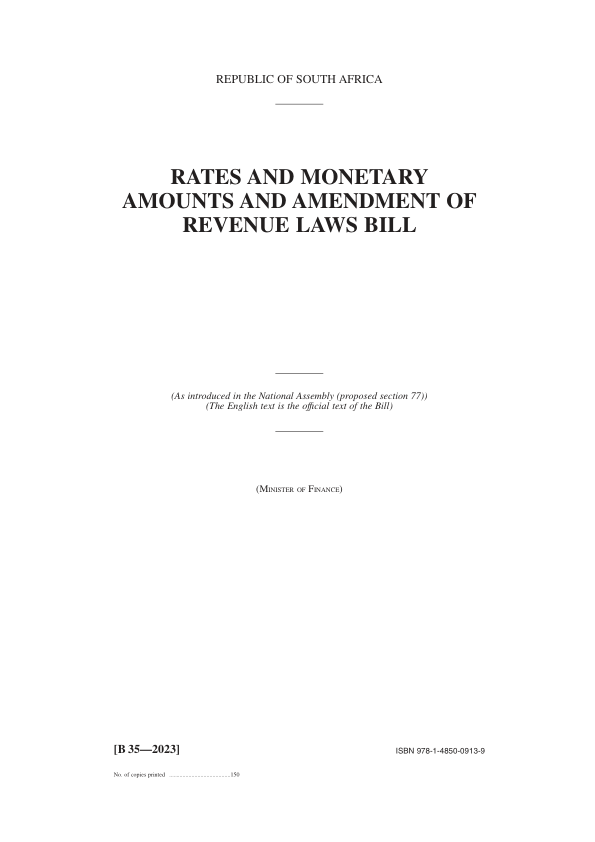 REPUBLIC OF SOUTH AFRICA
RATES AND MONETARY
AMOUNTS AND AMENDMENT OF
REVENUE LAWS BILL
(As introduced in the National Assembly (proposed section 77))
(The English text is the official text of the Bill)
(Minister of Finance)
[B 35—2023]
ISBN 978-1-4850-0913-9
No. of copies printed .......................................150